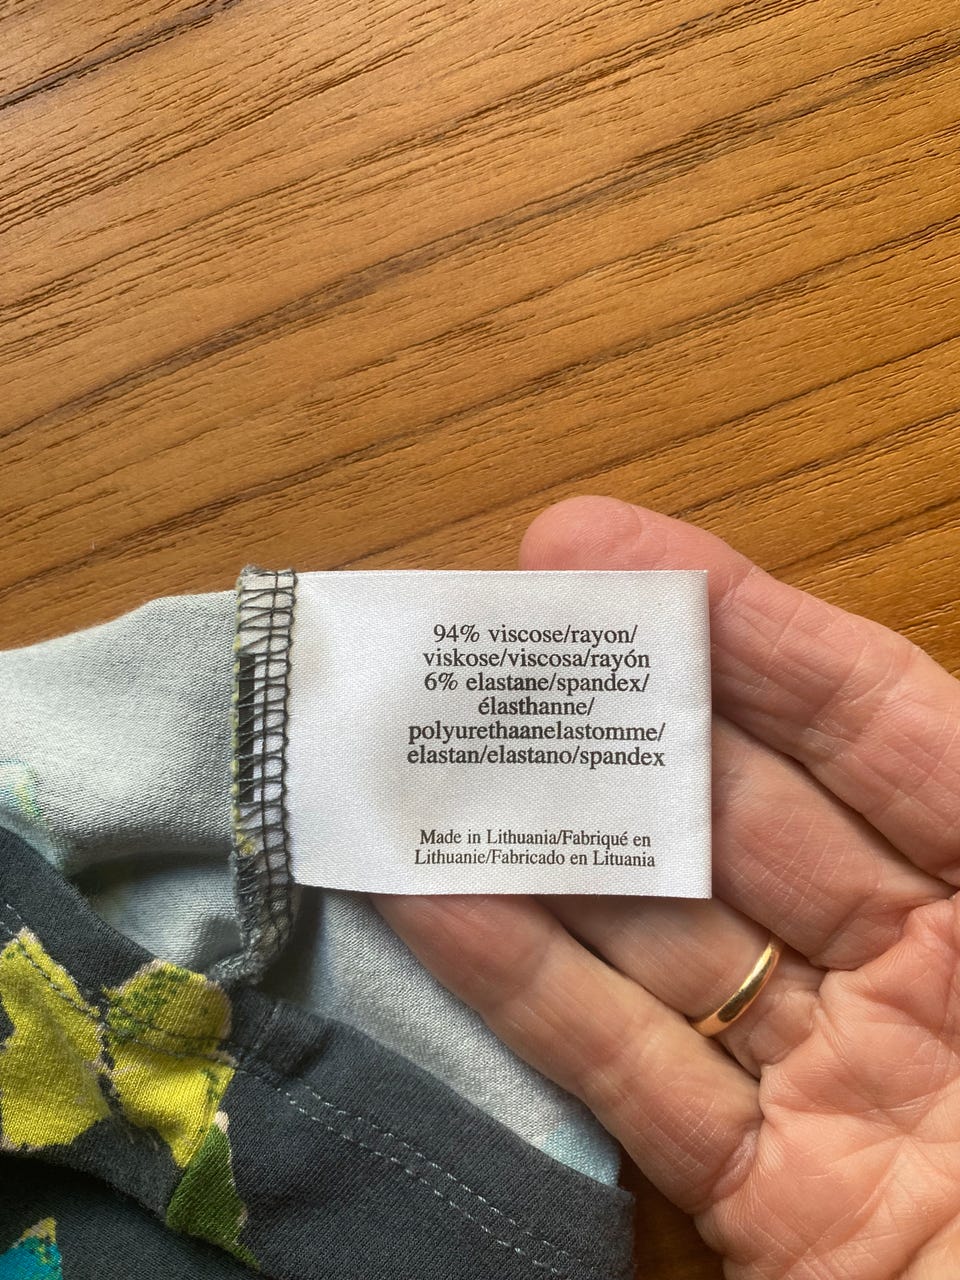 94% viscose/rayon/
viskose/viscosa/rayón
6% elastane/spandex/
élasthanne/
polyurethaanelastomme/
elastan/elastano/spandex
Made in Lithuania/Fabriqué en
Lithuanie/Fabricado en Lituania